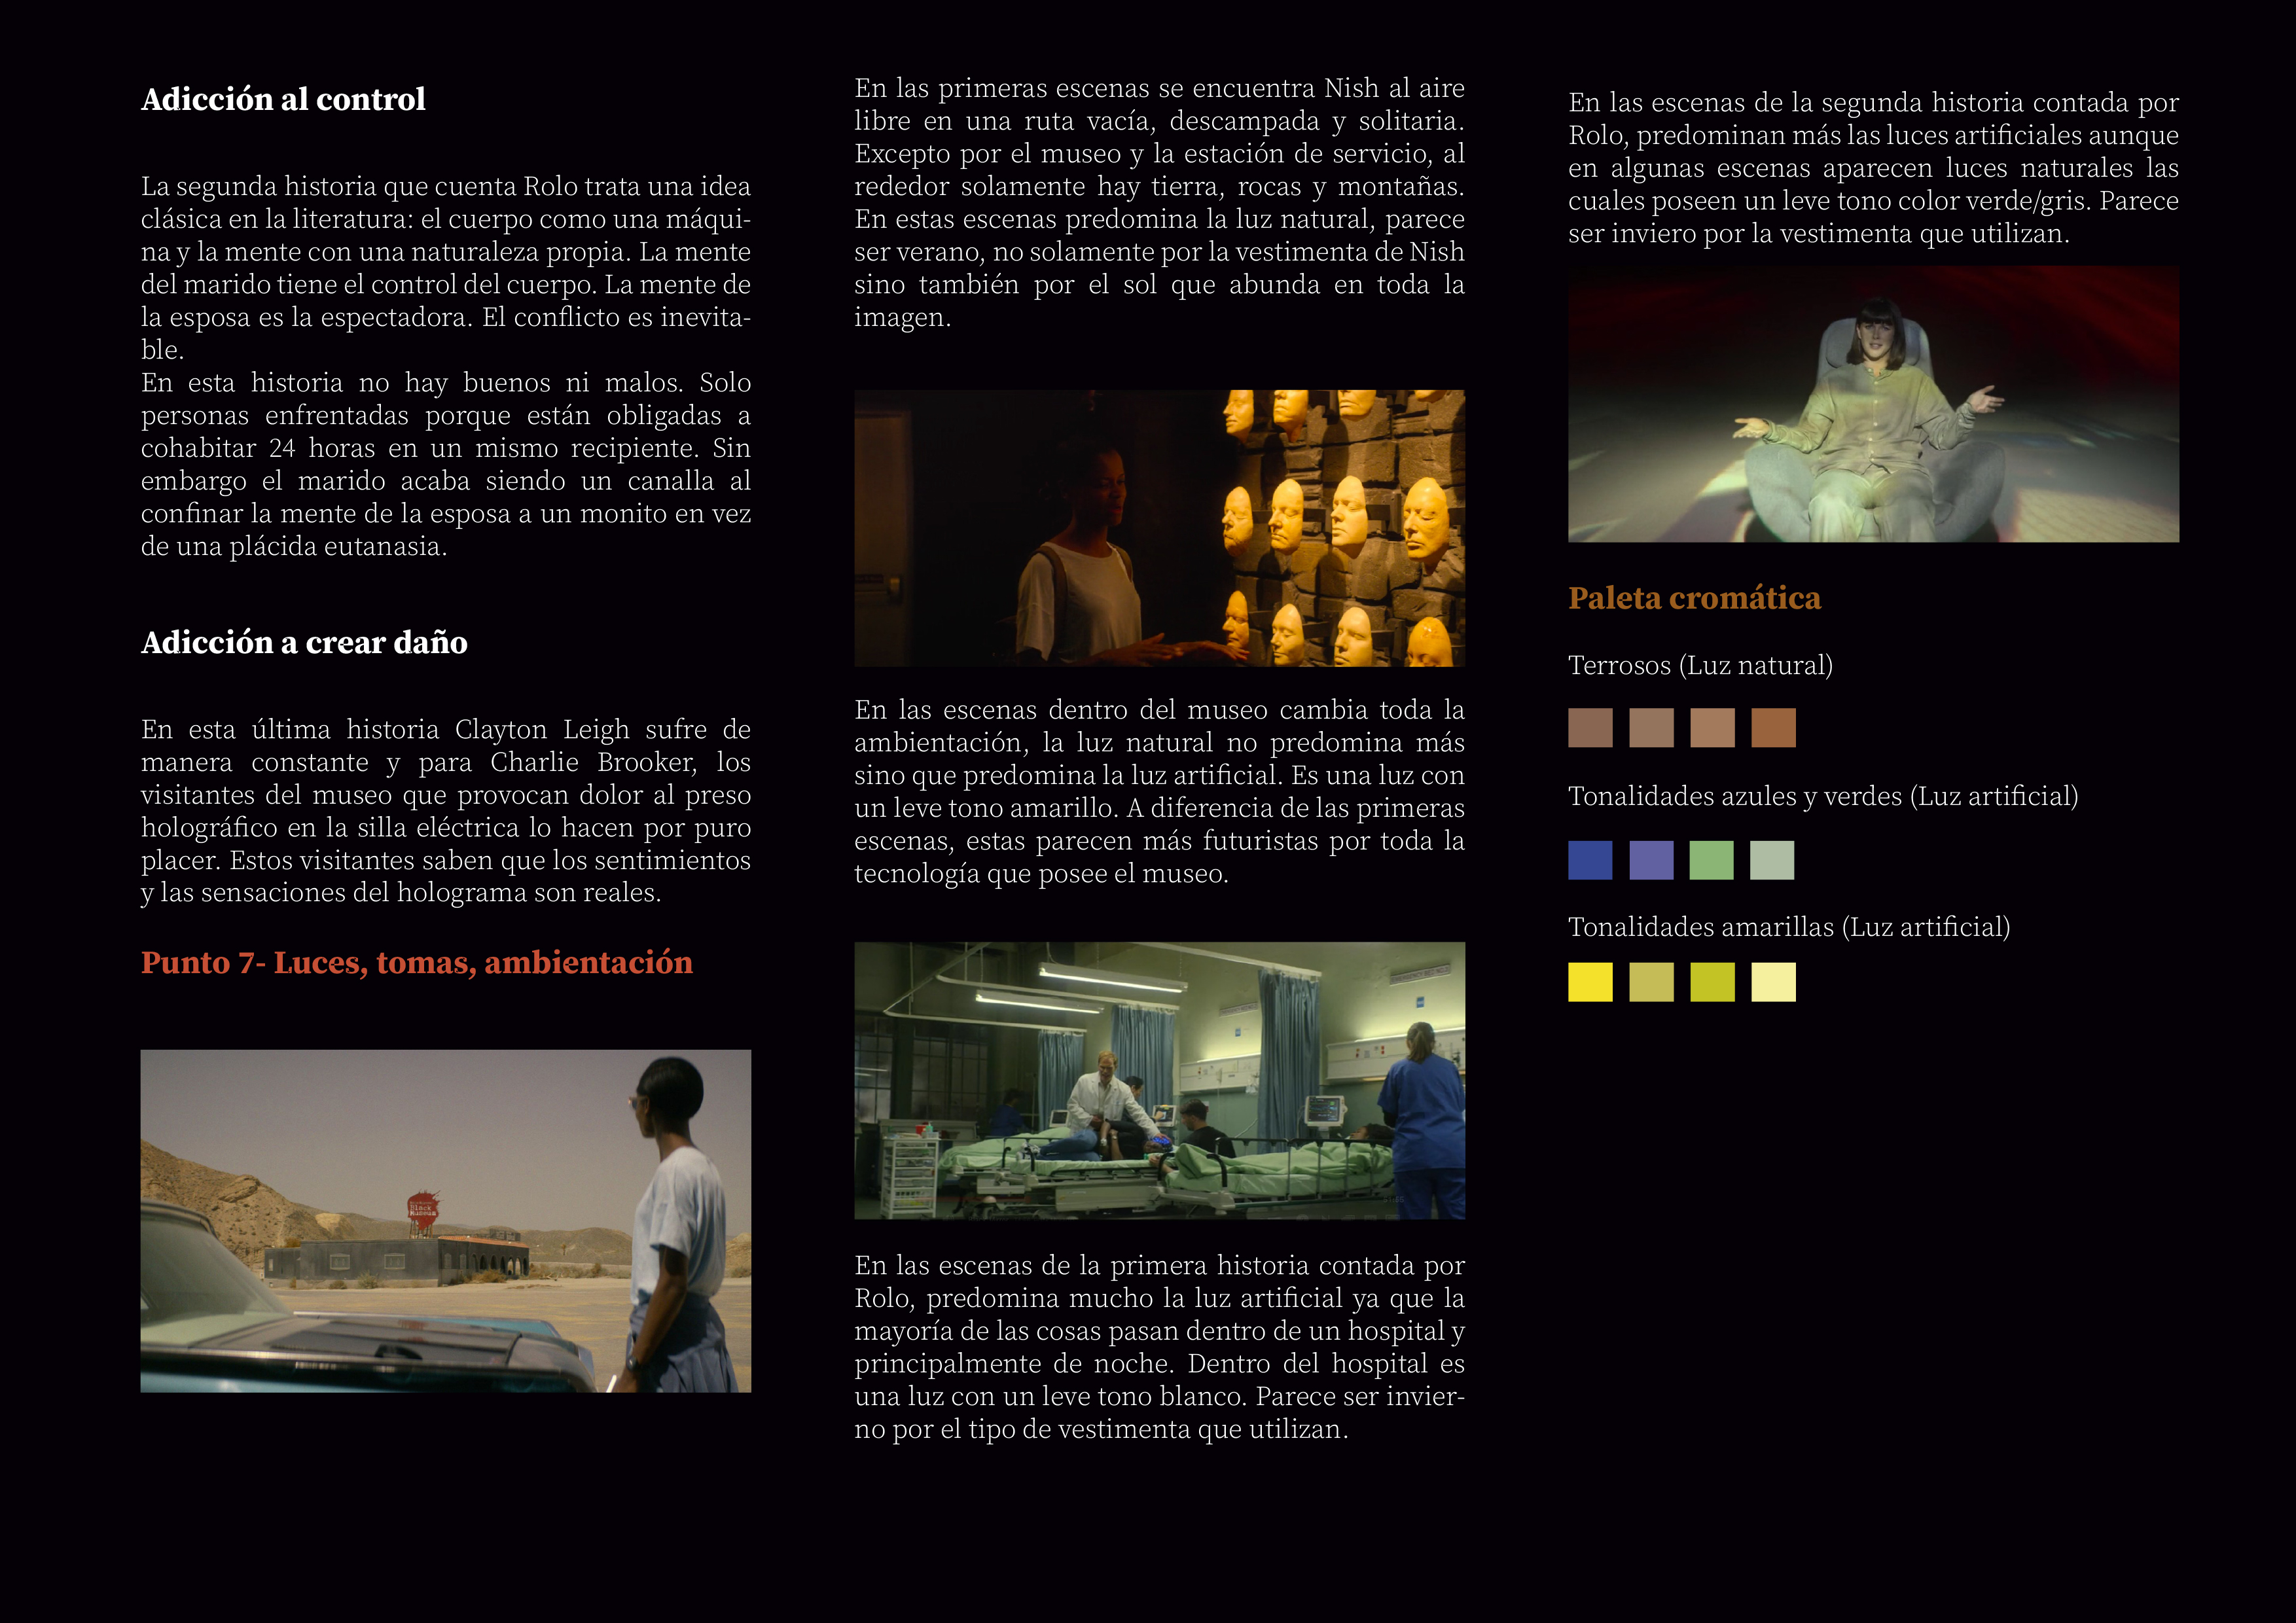 Adicción al control
La segunda historia que cuenta Rolo trata una idea
clásica en la literatura: el cuerpo como una máqui-
na y la mente con una naturaleza propia. La mente
del marido tiene el control del cuerpo. La mente de
la esposa es la espectadora. El conflicto es inevita-
ble.
En esta historia no hay buenos ni malos. Solo
personas enfrentadas porque están obligadas a
cohabitar 24 horas en un mismo recipiente. Sin
embargo el marido acaba siendo un canalla al
confinar la mente de la esposa a un monito en vez
de una plácida eutanasia.
Adicción a crear daño
En esta última historia Clayton Leigh sufre de
manera constante y para Charlie Brooker, los
visitantes del museo que provocan dolor al preso
holográfico en la silla eléctrica lo hacen por puro
placer. Estos visitantes saben que los sentimientos
y las sensaciones del holograma son reales.
Punto 7- Luces, tomas, ambientación
Black
Museum
En las primeras escenas se encuentra Nish al aire
libre en una ruta vacía, descampada y solitaria.
Excepto por el museo y la estación de servicio, al
rededor solamente hay tierra, rocas y montañas.
En estas escenas predomina la luz natural, parece
ser verano, no solamente por la vestimenta de Nish
sino también por el sol que abunda en toda la
imagen.
En las escenas dentro del museo cambia toda la
ambientación, la luz natural no predomina más
sino que predomina la luz artificial. Es una luz con
un leve tono amarillo. A diferencia de las primeras
escenas, estas parecen más futuristas por toda la
tecnología que posee el museo.
En las escenas de la primera historia contada por
Rolo, predomina mucho la luz artificial ya que la
mayoría de las cosas pasan dentro de un hospital y
principalmente de noche. Dentro del hospital es
una luz con un leve tono blanco. Parece ser invier-
no por el tipo de vestimenta que utilizan.
En las escenas de la segunda historia contada por
Rolo, predominan más las luces artificiales aunque
en algunas escenas aparecen luces naturales las
cuales poseen un leve tono color verde/gris. Parece
ser inviero por la vestimenta que utilizan.
Paleta cromática
Terrosos (Luz natural)
Tonalidades azules y verdes (Luz artificial)
Tonalidades amarillas (Luz artificial)